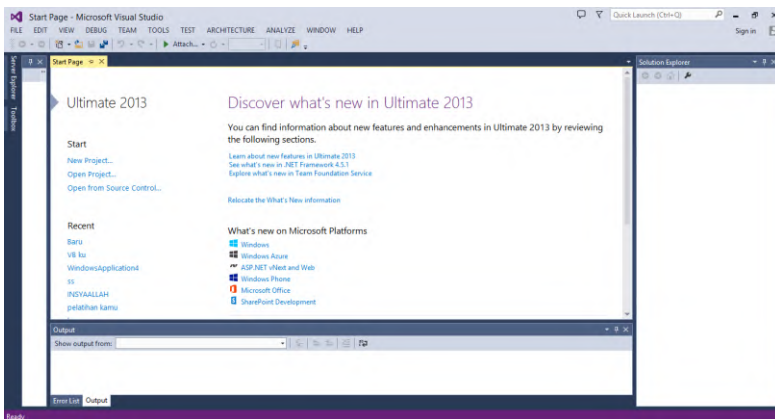 Start Page - Microsoft Visual Studio
Quick Launch (Ctrl+Q)
FILE EDIT VIEW DEBUG TEAM TOOLS TEST ARCHITECTURE ANALYZE WINDOW HELP
Sign in
Attach...
Server Explorer
Toolbox
Start Page
Solution Explorer
Ultimate 2013
Start
New Project...
Open Project...
Open from Source Control...
Recent
Baru
VB ku
WindowsApplication4
ss
INSYAALLAH
pelatihan kamu
Discover what's new in Ultimate 2013
You can find information about new features and enhancements in Ultimate 2013 by reviewing
the following sections.
Learn about new features in Ultimate 2013
See what's new in .NET Framework 4.5.1
Explore what's new in Team Foundation Service
Relocate the What's New information
What's new on Microsoft Platforms
Windows
Windows Azure
ASP.NET vNext and Web
Windows Phone
Microsoft Office
SharePoint Development
Output
Show output from:
Error List Output
Ready